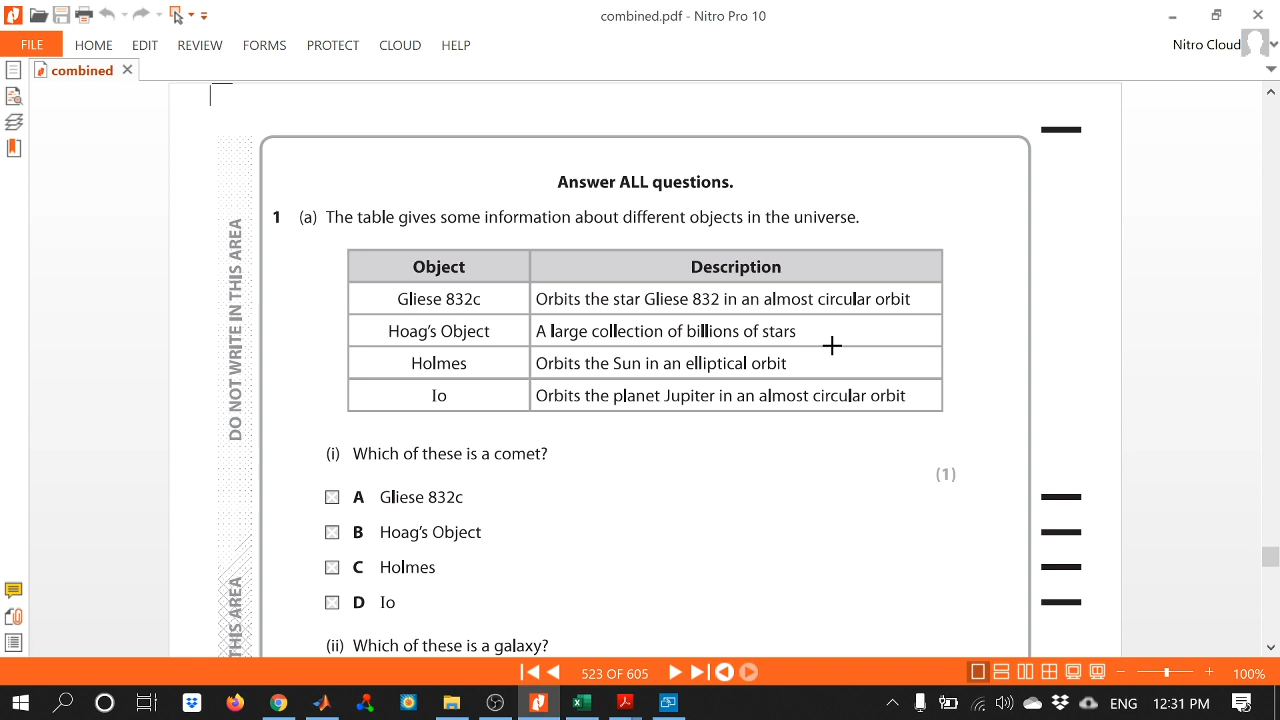 combined.pdf - Nitro Pro 10
FILE HOME EDIT REVIEW FORMS PROTECT CLOUD HELP
Nitro Cloud
combined
Answer ALL questions.
1 (a) The table gives some information about different objects in the universe.
Object Description
Gliese 832c Orbits the star Gliese 832 in an almost circular orbit
Hoag's Object A large collection of billions of stars
Holmes Orbits the Sun in an elliptical orbit
Io Orbits the planet Jupiter in an almost circular orbit
(i) Which of these is a comet?
(1)
A Gliese 832c
B Hoag's Object
C Holmes
D Io
(ii) Which of these is a galaxy?
DO NOT WRITE IN THIS AREA
THIS AREA
523 OF 605
100%
ENG 12:31 PM